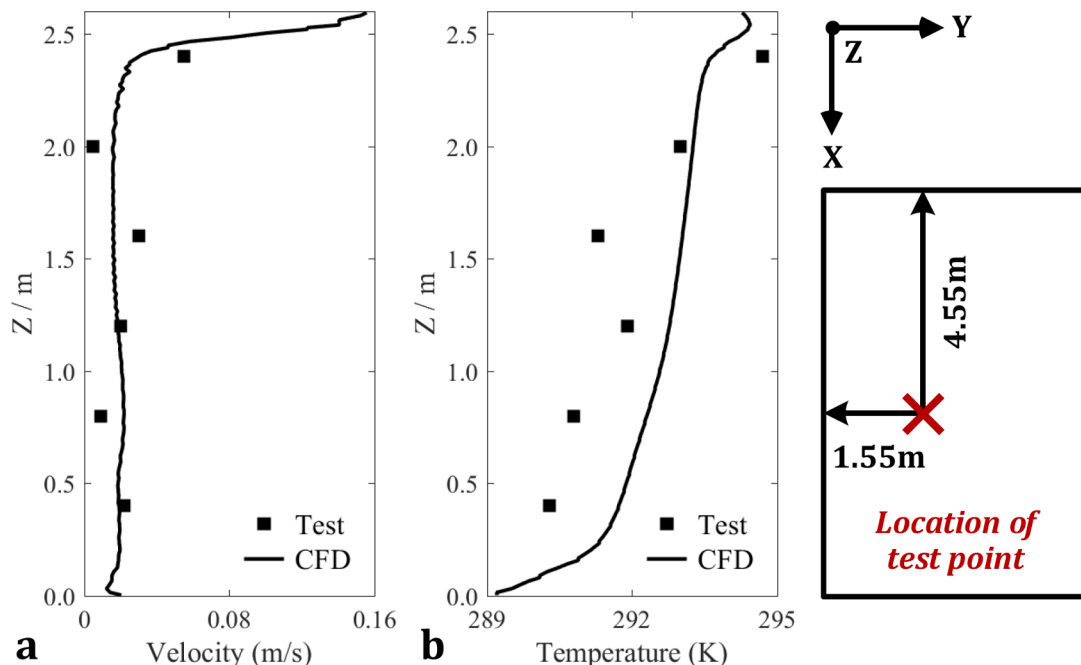 2.5
2.0
1.5
1.0
0.5
0.0
Z / m
Test
CFD
0
0.08
0.16
a
Velocity (m/s)
2.5
2.0
1.5
1.0
0.5
0.0
Z / m
Test
CFD
289
292
295
b
Temperature (K)
Y
Z
X
4.55m
1.55m
Location of
test point